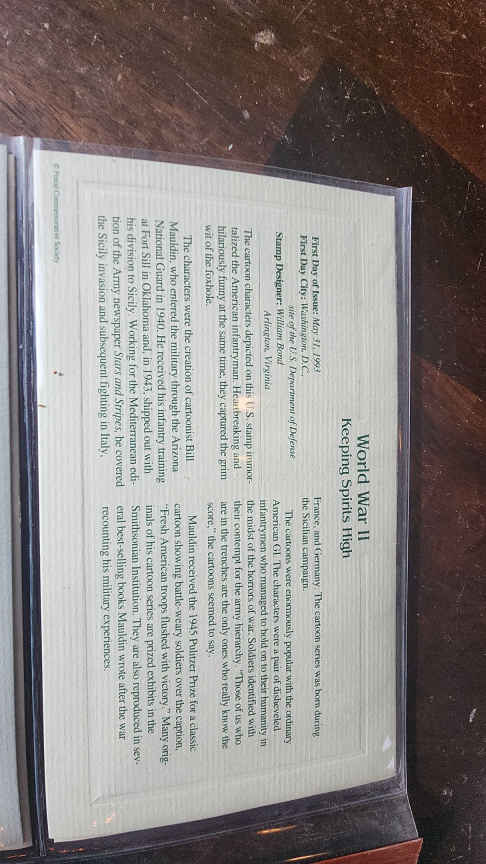 World War II
Keeping Spirits High
First Day of Issue: May 31, 1993
First Day City: Washington, D.C.,
site of the U.S. Department of Defense
Stamp Designer: William Bond
Arlington, Virginia
The cartoon characters depicted on this U.S. stamp immor-
talized the American infantryman. Heartbreaking and
hilariously funny at the same time, they captured the grim
wit of the foxhole.
The characters were the creation of cartoonist Bill
Mauldin, who entered the military through the Arizona
National Guard in 1940. He received his infantry training
at Fort Sill in Oklahoma and, in 1943, shipped out with
his division to Sicily. Working for the Mediterranean edi-
tion of the Army newspaper Stars and Stripes, he covered
the Sicily invasion and subsequent fighting in Italy,
France, and Germany. The cartoon series was born during
the Sicilian campaign.
The cartoons were enormously popular with the ordinary
American GI. The characters were a pair of disheveled
infantrymen who managed to hold on to their humanity in
the midst of the horrors of war. Soldiers identified with
their contempt for the army hierarchy. "Those of us who
are in the trenches are the only ones who really know the
score," the cartoons seemed to say.
Mauldin received the 1945 Pulitzer Prize for a classic
cartoon showing battle-weary soldiers over the caption,
"Fresh American troops flushed with victory." Many orig-
inals of his cartoon series are prized exhibits in the
Smithsonian Institution. They are also reproduced in sev-
eral best-selling books Mauldin wrote after the war
recounting his military experiences.
© Postal Commemorative Society